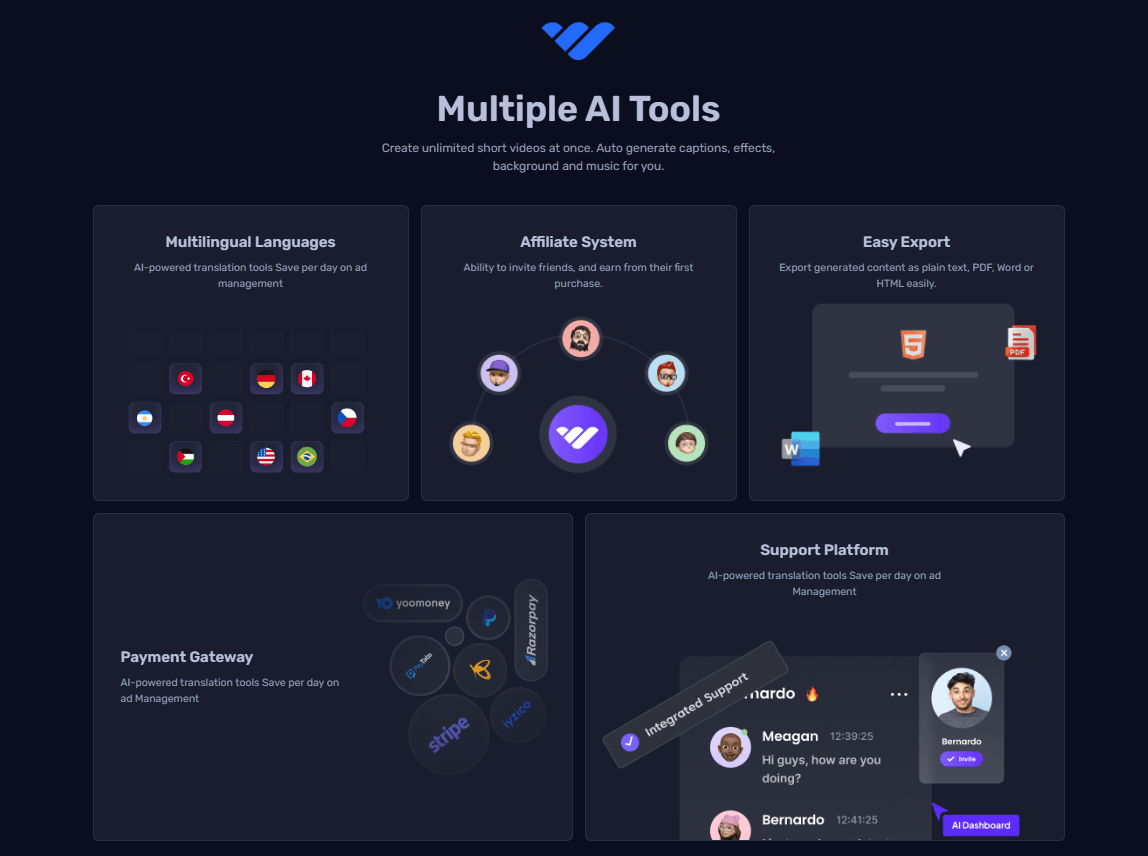 Multiple AI Tools
Create unlimited short videos at once. Auto generate captions, effects,
background and music for you.
Multilingual Languages
AI-powered translation tools Save per day on ad
management
Affiliate System
Ability to invite friends, and earn from their first
purchase.
Easy Export
Export generated content as plain text, PDF, Word or
HTML easily.
5
PDF
W
Payment Gateway
AI-powered translation tools Save per day on
ad Management
yoomoney
Razorpay
PayTabs
stripe
iyzico
Support Platform
AI-powered translation tools Save per day on ad
Management
Integrated Support
nardo
Meagan 12:39:25
Hi guys, how are you
doing?
Bernardo 12:41:25
Bernardo
Invite
AI Dashboard